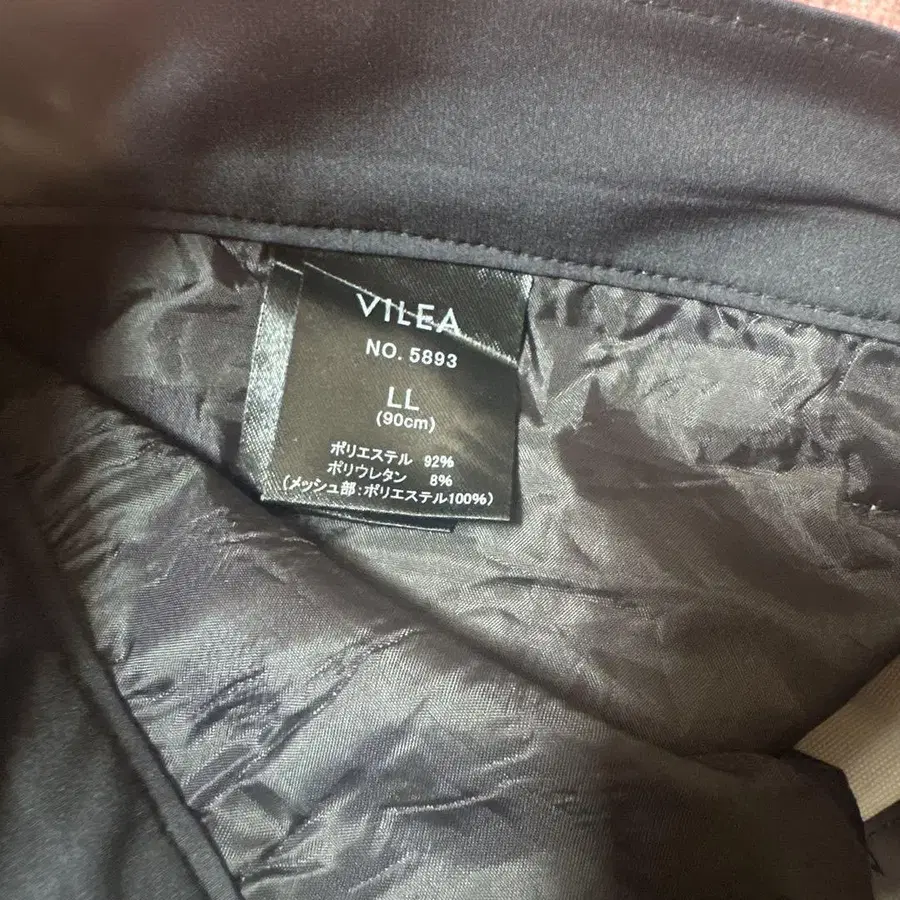 VILEA
NO. 5893
LL
(90cm)
ポリエステル 92%
ポリウレタン 8%
(メッシュ部:ポリエステル100%)